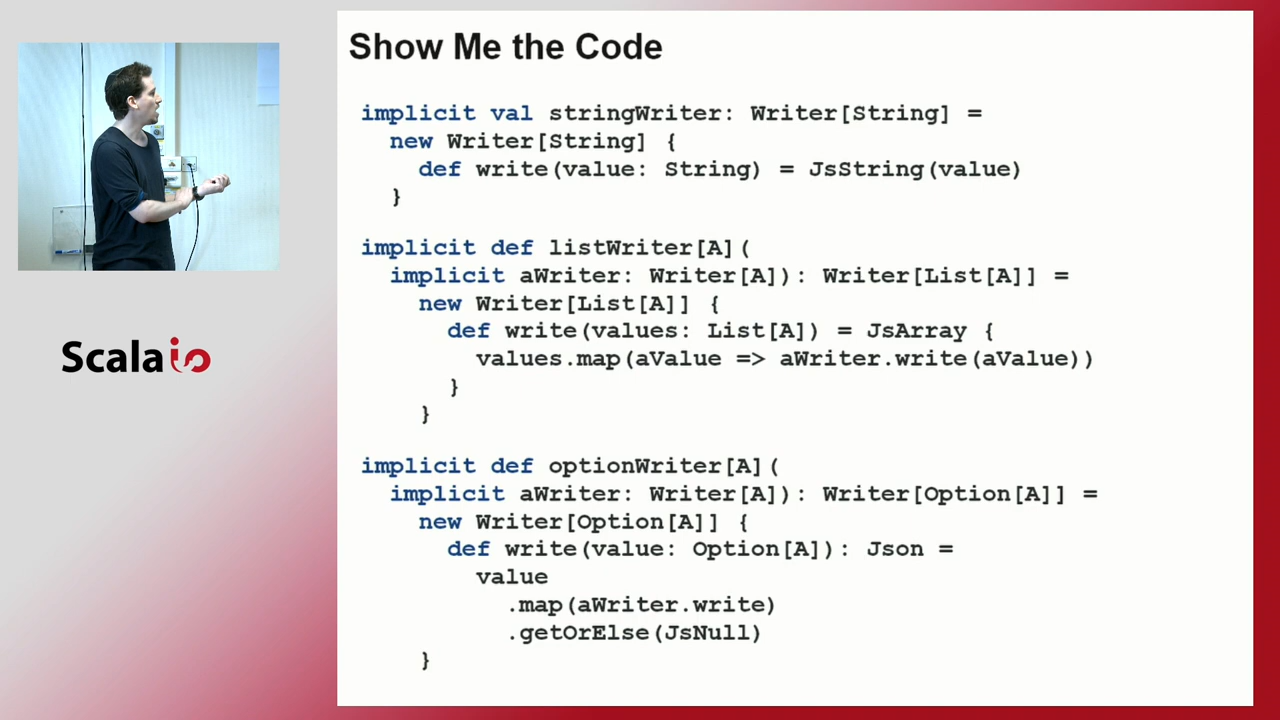 Show Me the Code
implicit val stringWriter: Writer[String] =
new Writer[String] {
def write(value: String) = JsString(value)
}
implicit def listWriter[A](
implicit aWriter: Writer[A]): Writer[List[A]] =
new Writer[List[A]] {
def write(values: List[A]) = JsArray {
values.map(aValue => aWriter.write(aValue))
}
}
implicit def optionWriter[A](
implicit aWriter: Writer[A]): Writer[Option[A]] =
new Writer[Option[A]] {
def write(value: Option[A]): Json =
value
.map(aWriter.write)
.getOrElse(JsNull)
}
Scala io